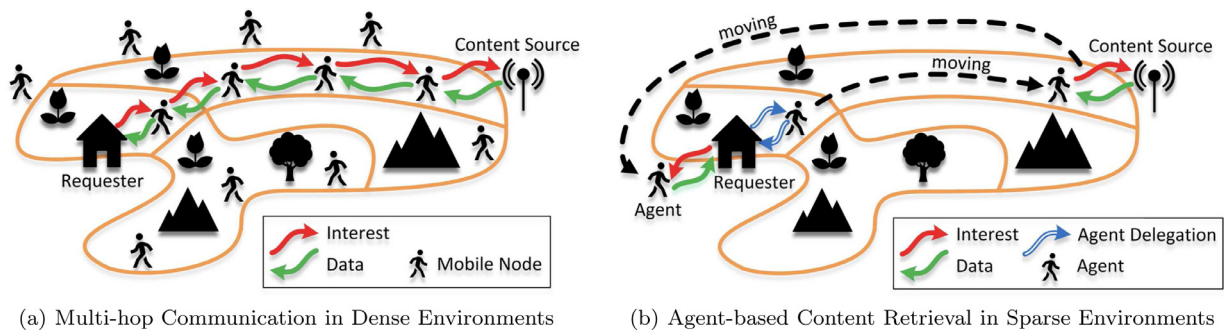 Content Source
Requester
Interest
Data
Mobile Node
(a) Multi-hop Communication in Dense Environments
moving
moving
Content Source
Requester
Agent
Interest
Agent Delegation
Data
Agent
(b) Agent-based Content Retrieval in Sparse Environments